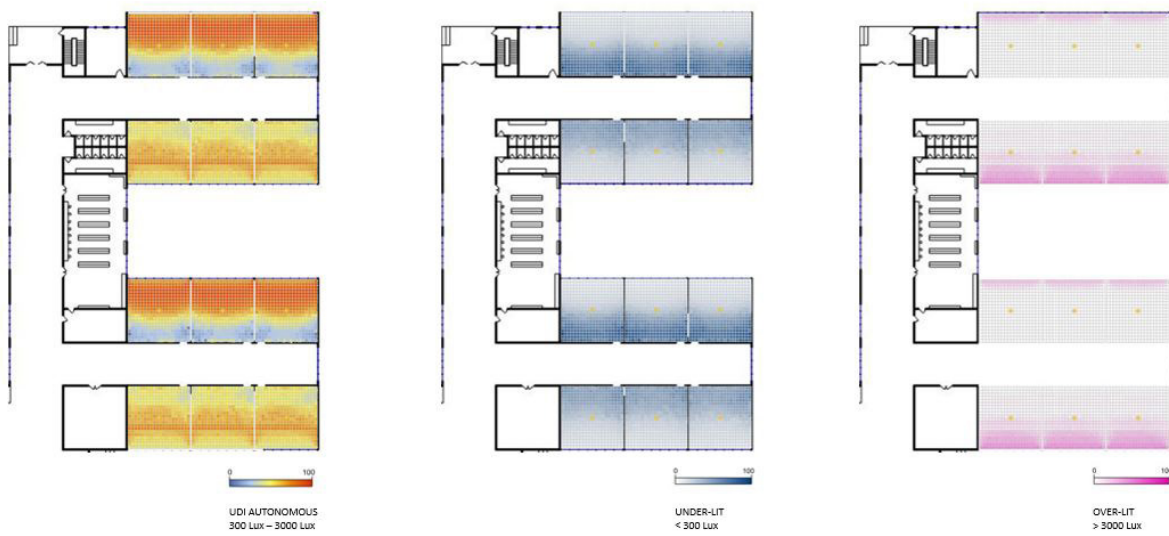 0 100
UDI AUTONOMOUS
300 Lux – 3000 Lux
0 100
UNDER-LIT
< 300 Lux
0 100
OVER-LIT
> 3000 Lux